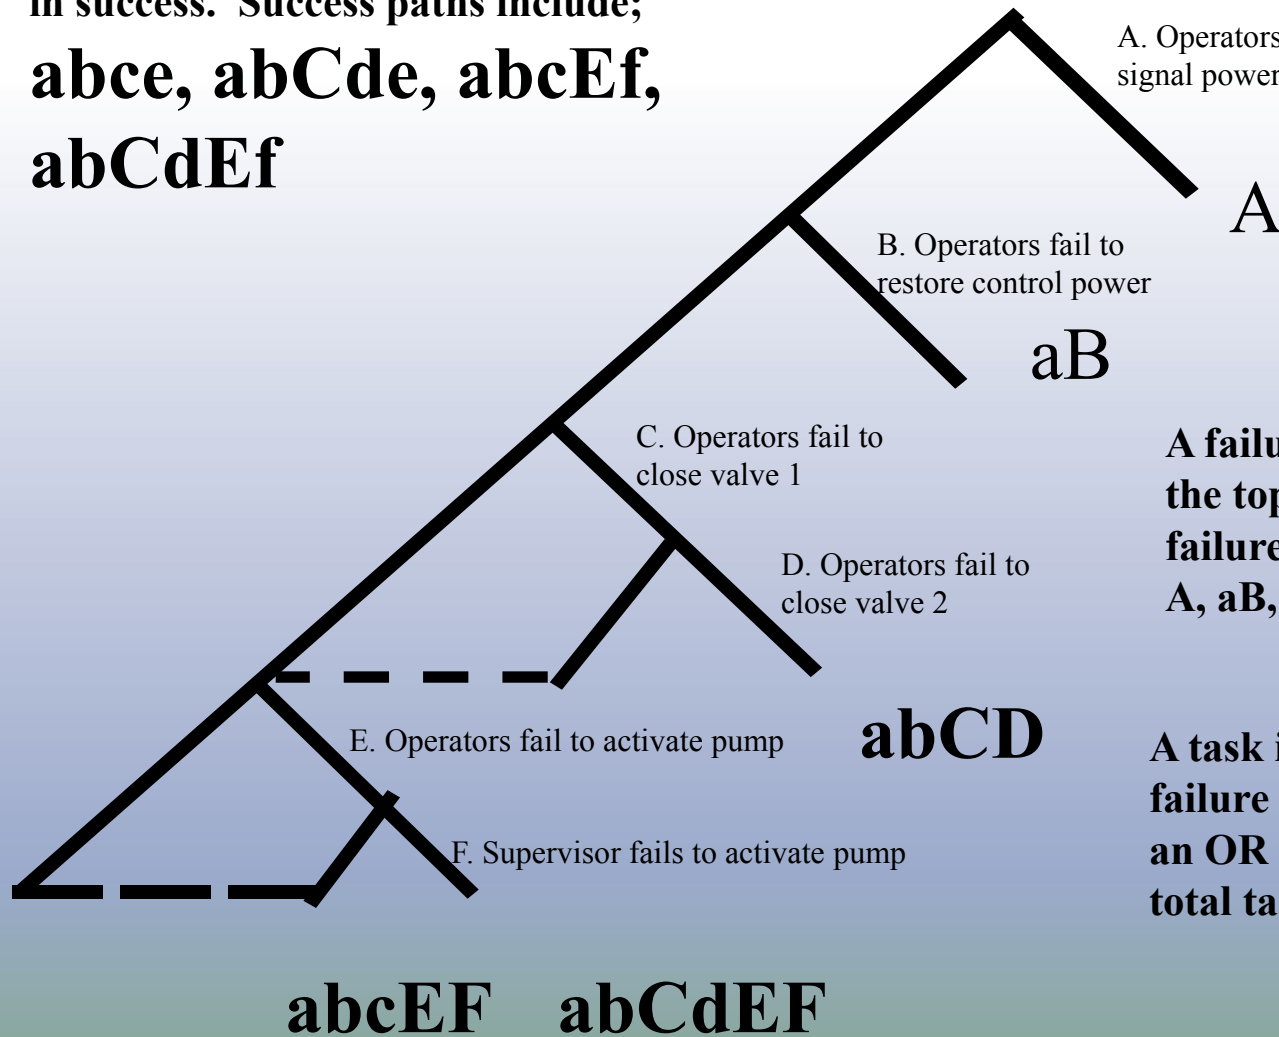 in success. Success paths include;
abce, abCde, abcEf,
abCdEf
A. Operators
signal power
A
B. Operators fail to
restore control power
aB
C. Operators fail to
close valve 1
A failu
the top
failure
A, aB,
D. Operators fail to
close valve 2
abCD
E. Operators fail to activate pump
A task i
failure
an OR
total ta
F. Supervisor fails to activate pump
abcEF abCdEF